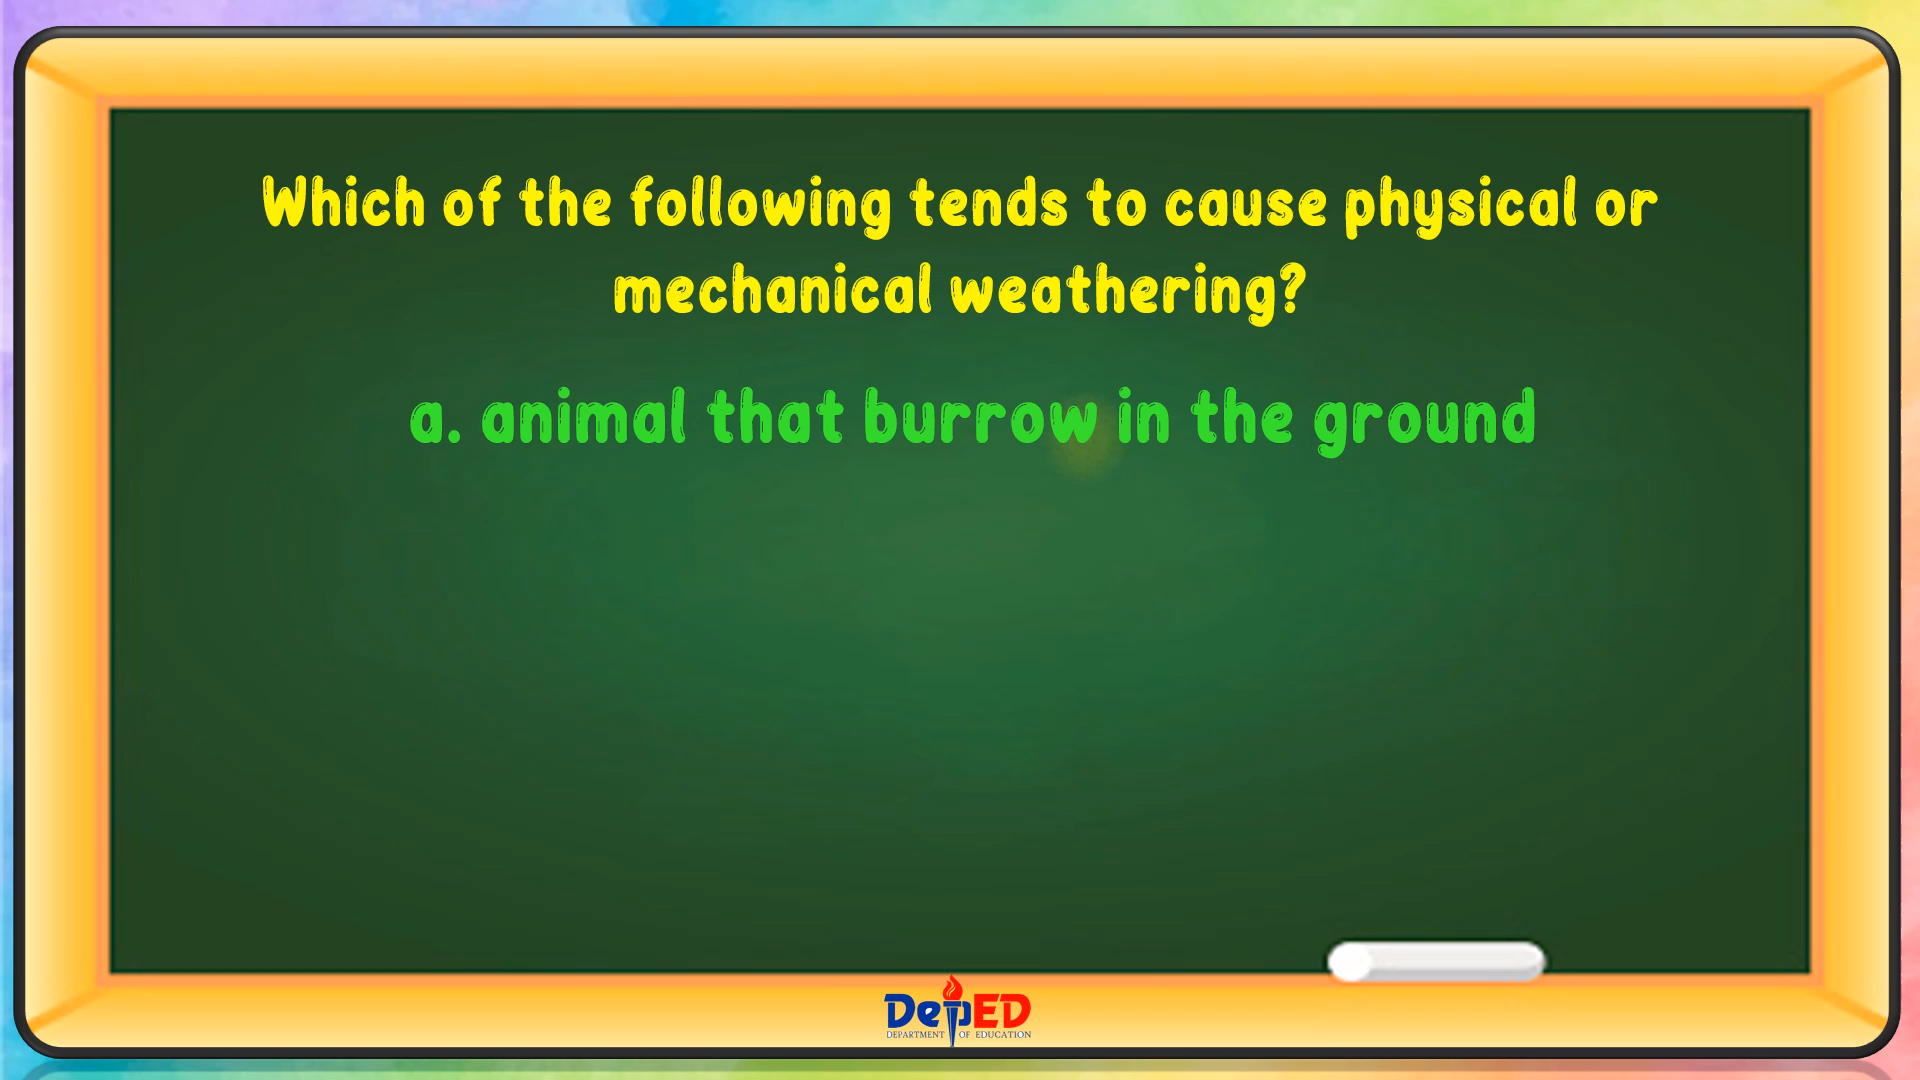 Which of the following tends to cause physical or
mechanical weathering?
a. animal that burrow in the ground
DepED
DEPARTMENT OF EDUCATION